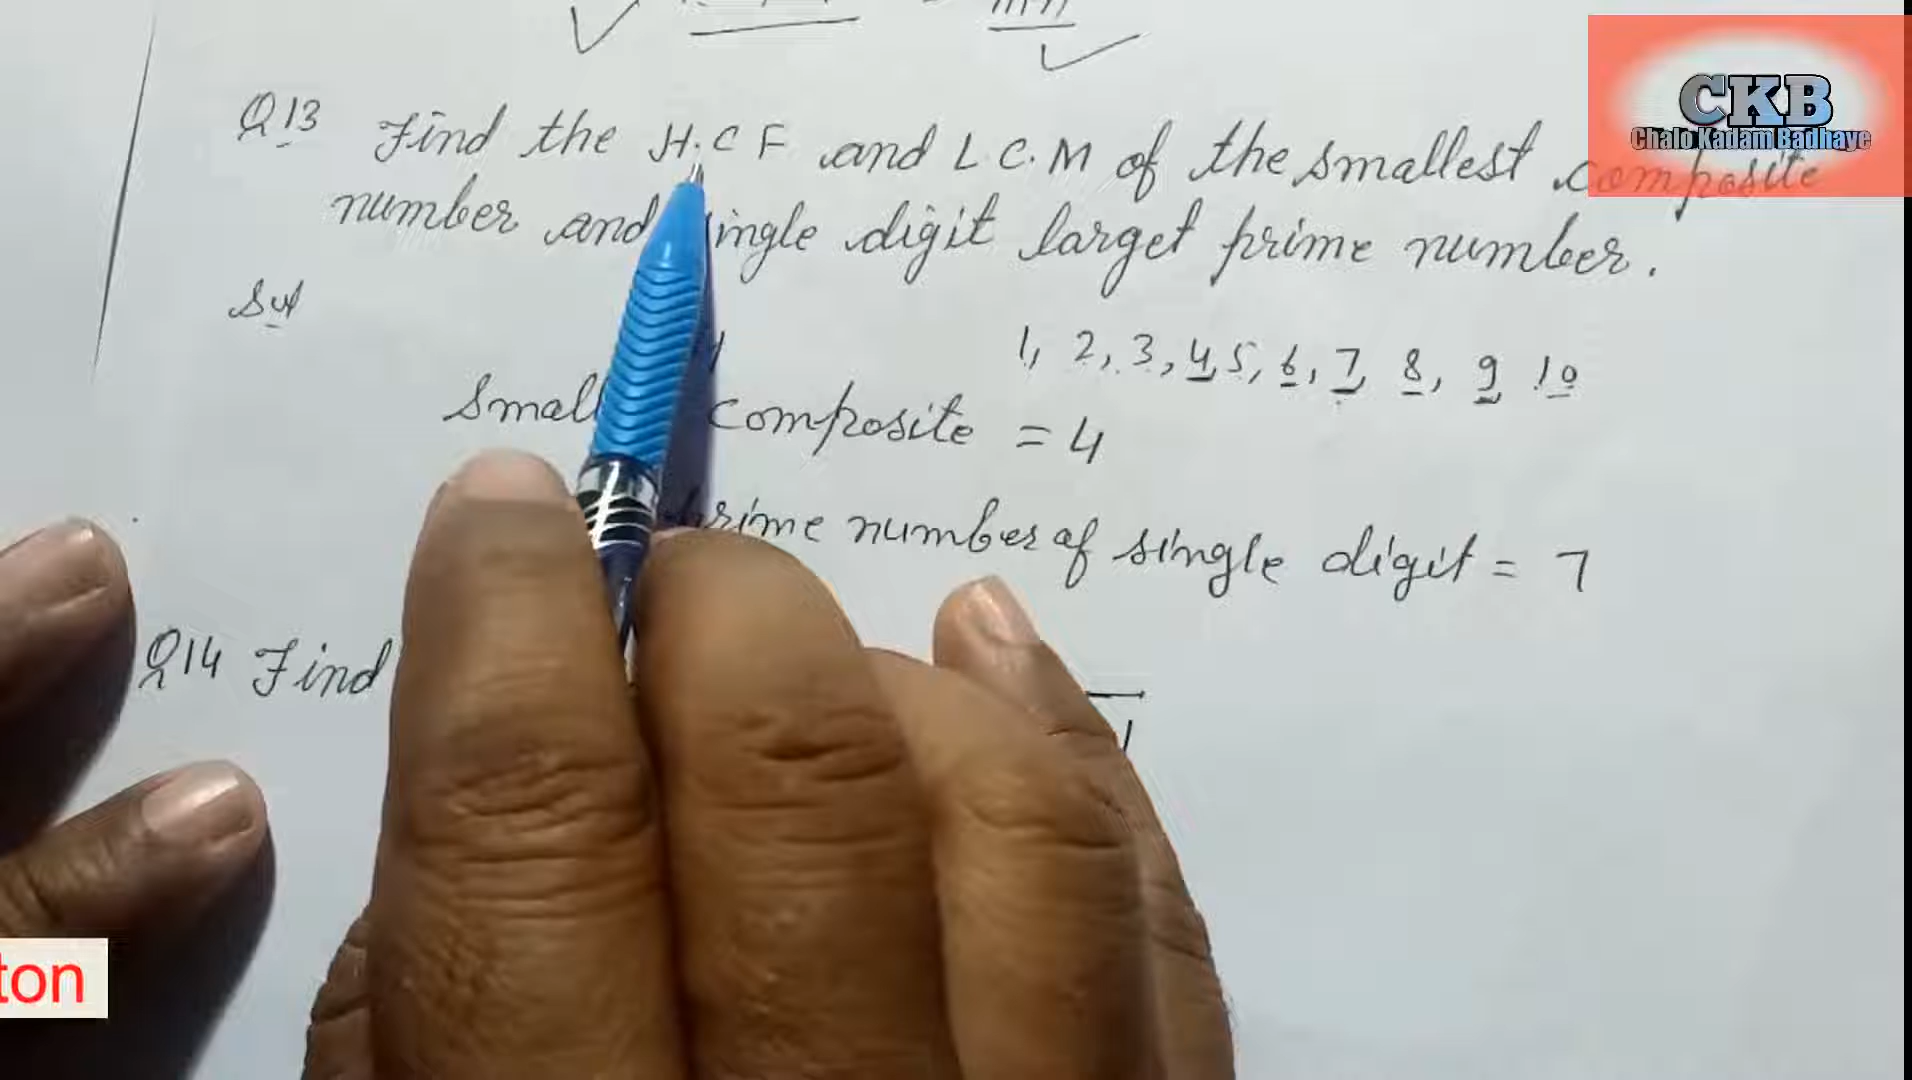 CKB
Chalo Kadam Badhaye
Q13 Find the H.C F and L.C.M of the smallest composite
number and single digit larget prime number.
Sol
1, 2, 3, 4, 5, 6, 7, 8, 9 10
composite = 4
prime number of single digit = 7
Q14 Find
ton